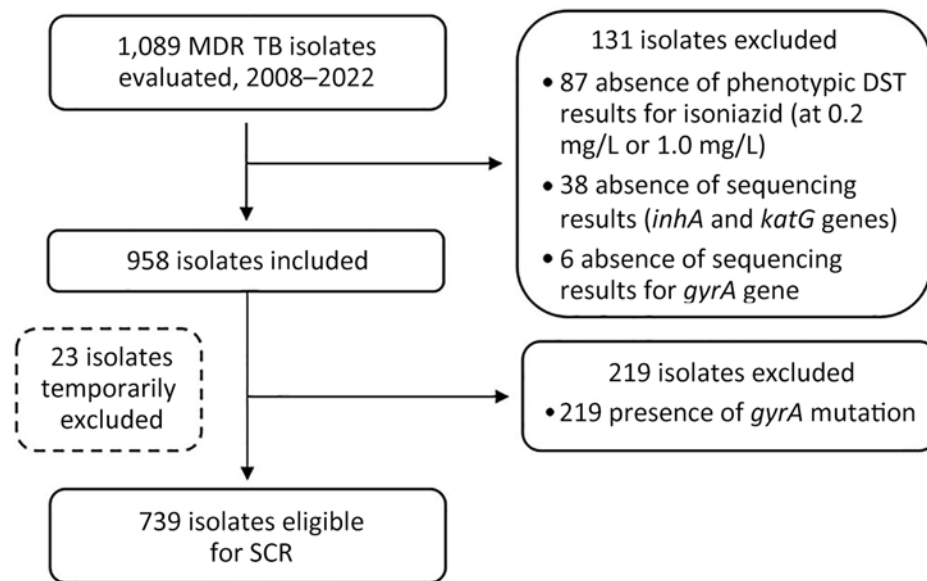 1,089 MDR TB isolates
evaluated, 2008–2022
131 isolates excluded
• 87 absence of phenotypic DST
results for isoniazid (at 0.2
mg/L or 1.0 mg/L)
• 38 absence of sequencing
results (inhA and katG genes)
• 6 absence of sequencing
results for gyrA gene
958 isolates included
23 isolates
temporarily
excluded
219 isolates excluded
• 219 presence of gyrA mutation
739 isolates eligible
for SCR